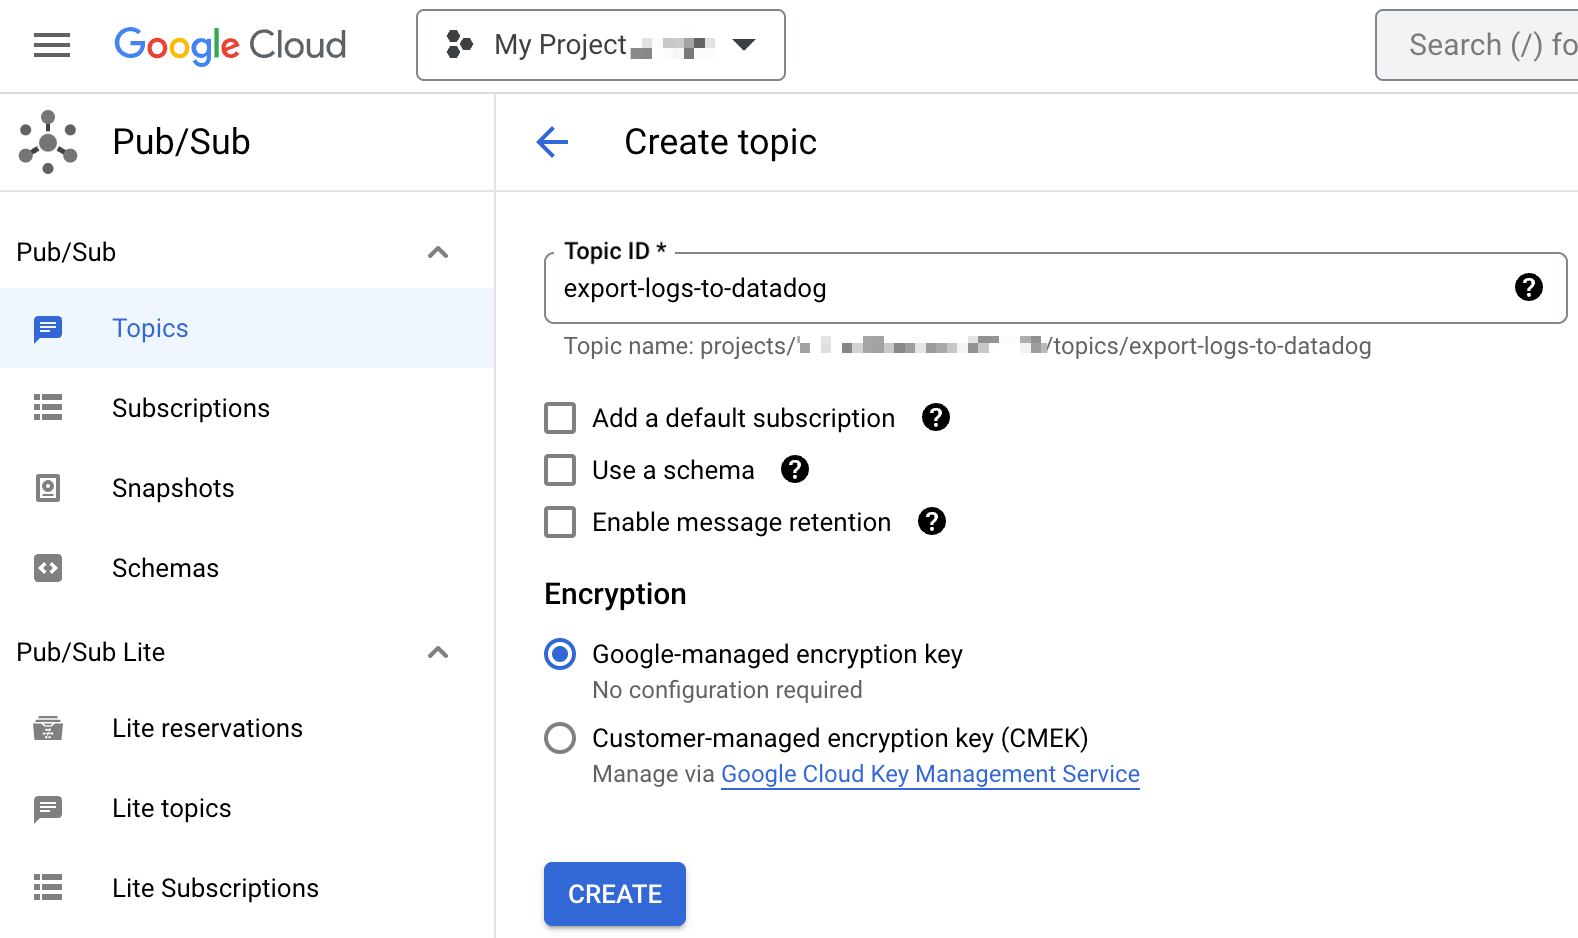 Google Cloud
My Project
Search (/) fo
Pub/Sub
Create topic
Pub/Sub
Topics
Subscriptions
Snapshots
Schemas
Pub/Sub Lite
Lite reservations
Lite topics
Lite Subscriptions
Topic ID *
export-logs-to-datadog
Topic name: projects/ /topics/export-logs-to-datadog
Add a default subscription
Use a schema
Enable message retention
Encryption
Google-managed encryption key
No configuration required
Customer-managed encryption key (CMEK)
Manage via Google Cloud Key Management Service
CREATE